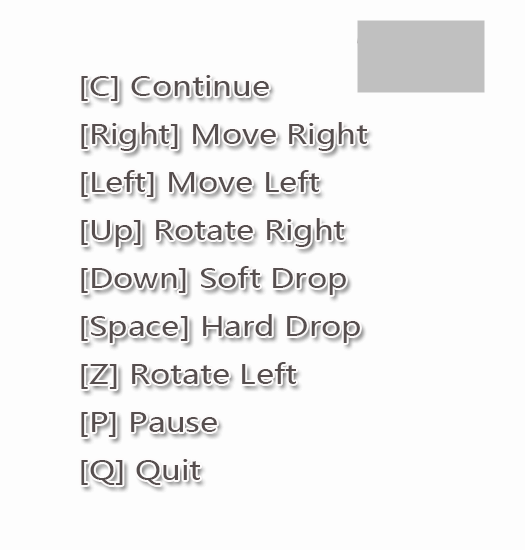 [C] Continue
[Right] Move Right
[Left] Move Left
[Up] Rotate Right
[Down] Soft Drop
[Space] Hard Drop
[Z] Rotate Left
[P] Pause
[Q] Quit